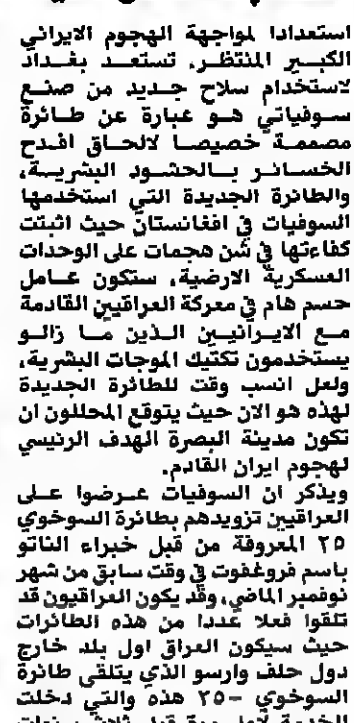 استعدادا لمواجهة الهجوم الايراني
الكبير المنتظر، تستعد بغداد
لاستخدام سلاح جديد من صنع
سوفياتي هو عبارة عن طائرة
مصممة خصيصا لالحاق افدح
الخسائر بالحشود البشرية،
والطائرة الجديدة التي استخدمها
السوفيات في افغانستان حيث اثبتت
كفاءتها في شن هجمات على الوحدات
العسكرية الارضية، ستكون عامل
حسم هام في معركة العراقيين القادمة
مع الايرانيين الذين ما زالو
يستخدمون تكتيك الموجات البشرية،
ولعل انسب وقت للطائرة الجديدة
لهذه هو الان حيث يتوقع المحللون ان
تكون مدينة البصرة الهدف الرئيسي
لهجوم ايران القادم.
ويذكر ان السوفيات عرضوا على
العراقيين تزويدهم بطائرة السوخوي
٢٥ المعروفة من قبل خبراء الناتو
باسم فروغفوت في وقت سابق من شهر
نوفمبر الماضي، وقد يكون العراقيون قد
تلقوا فعلا عددا من هذه الطائرات
حيث سيكون العراق اول بلد خارج
دول حلف وارسو الذي يتلقى طائرة
السوخوي -٢٥ هذه والتي دخلت